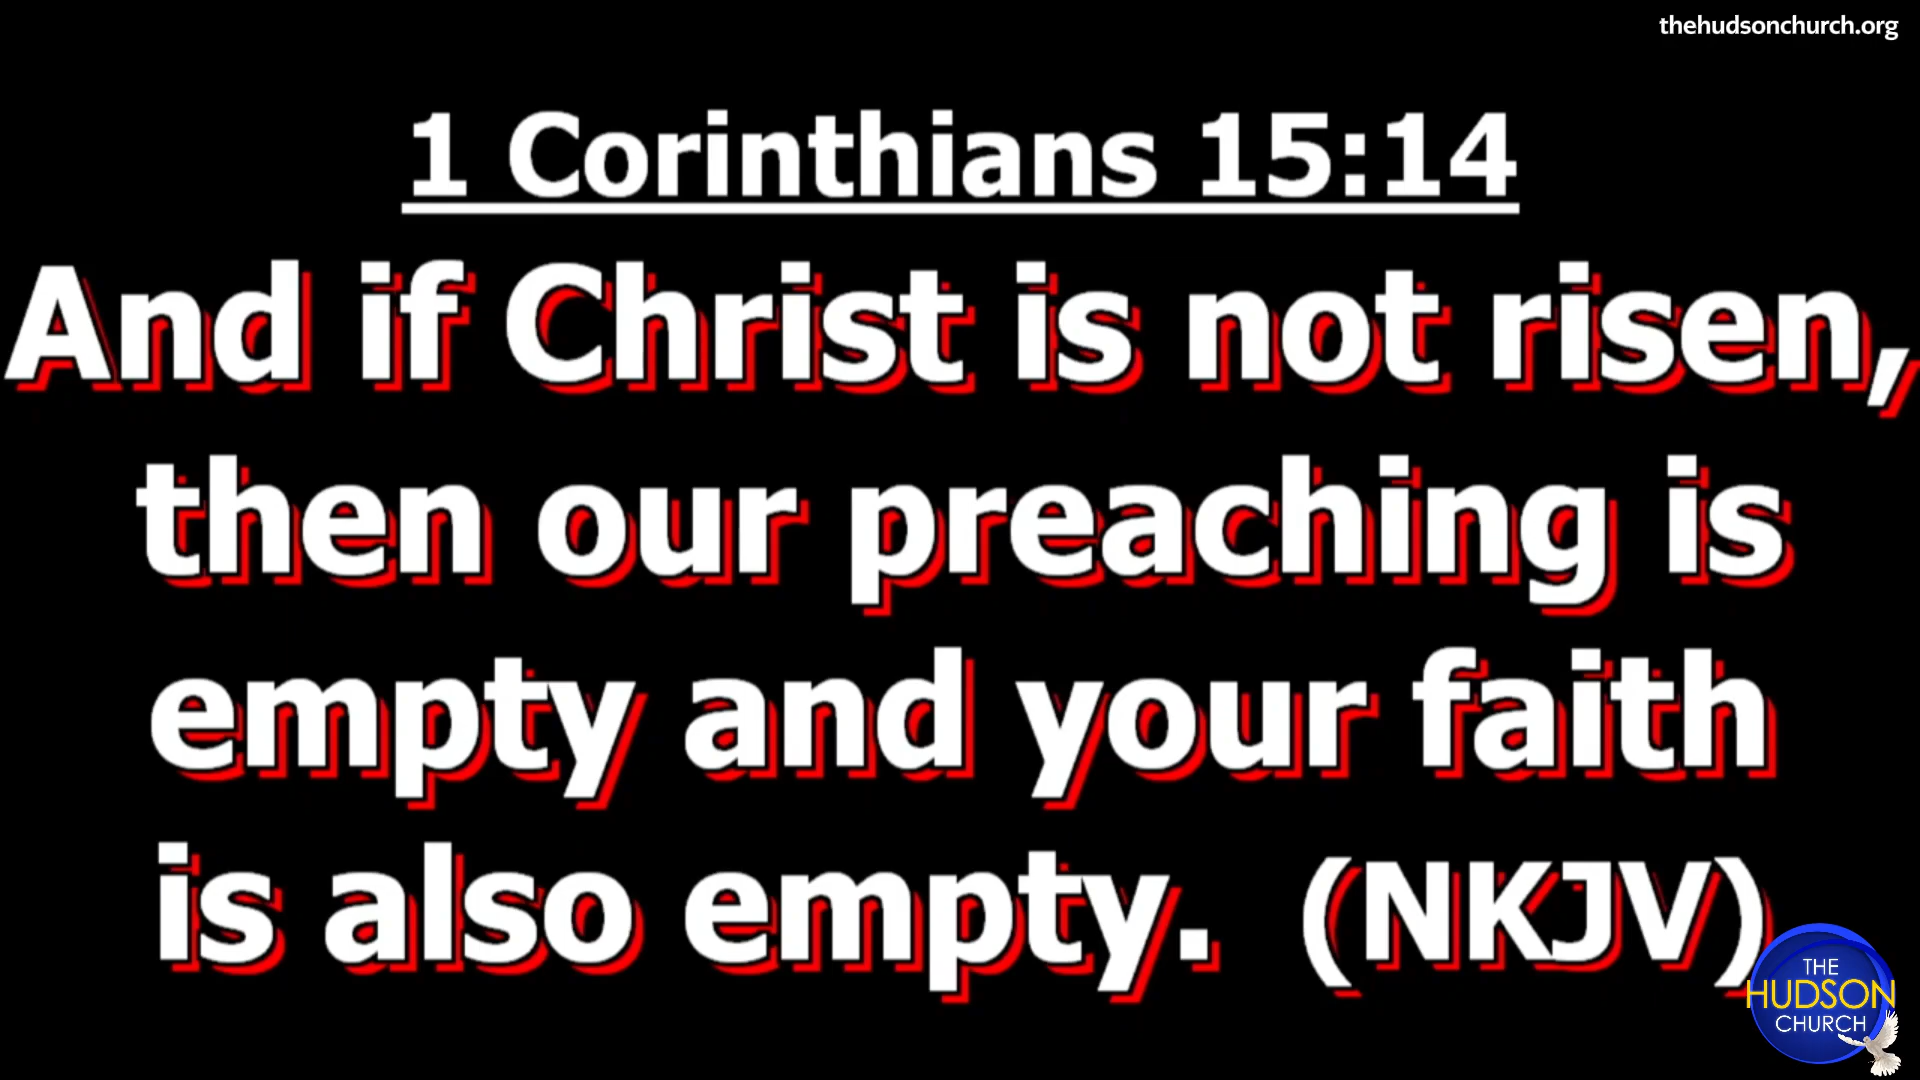 thehudsonchurch.org
1 Corinthians 15:14
And if Christ is not risen,
then our preaching is
empty and your faith
is also empty.  (NKJV)
THE
HUDSON
CHURCH